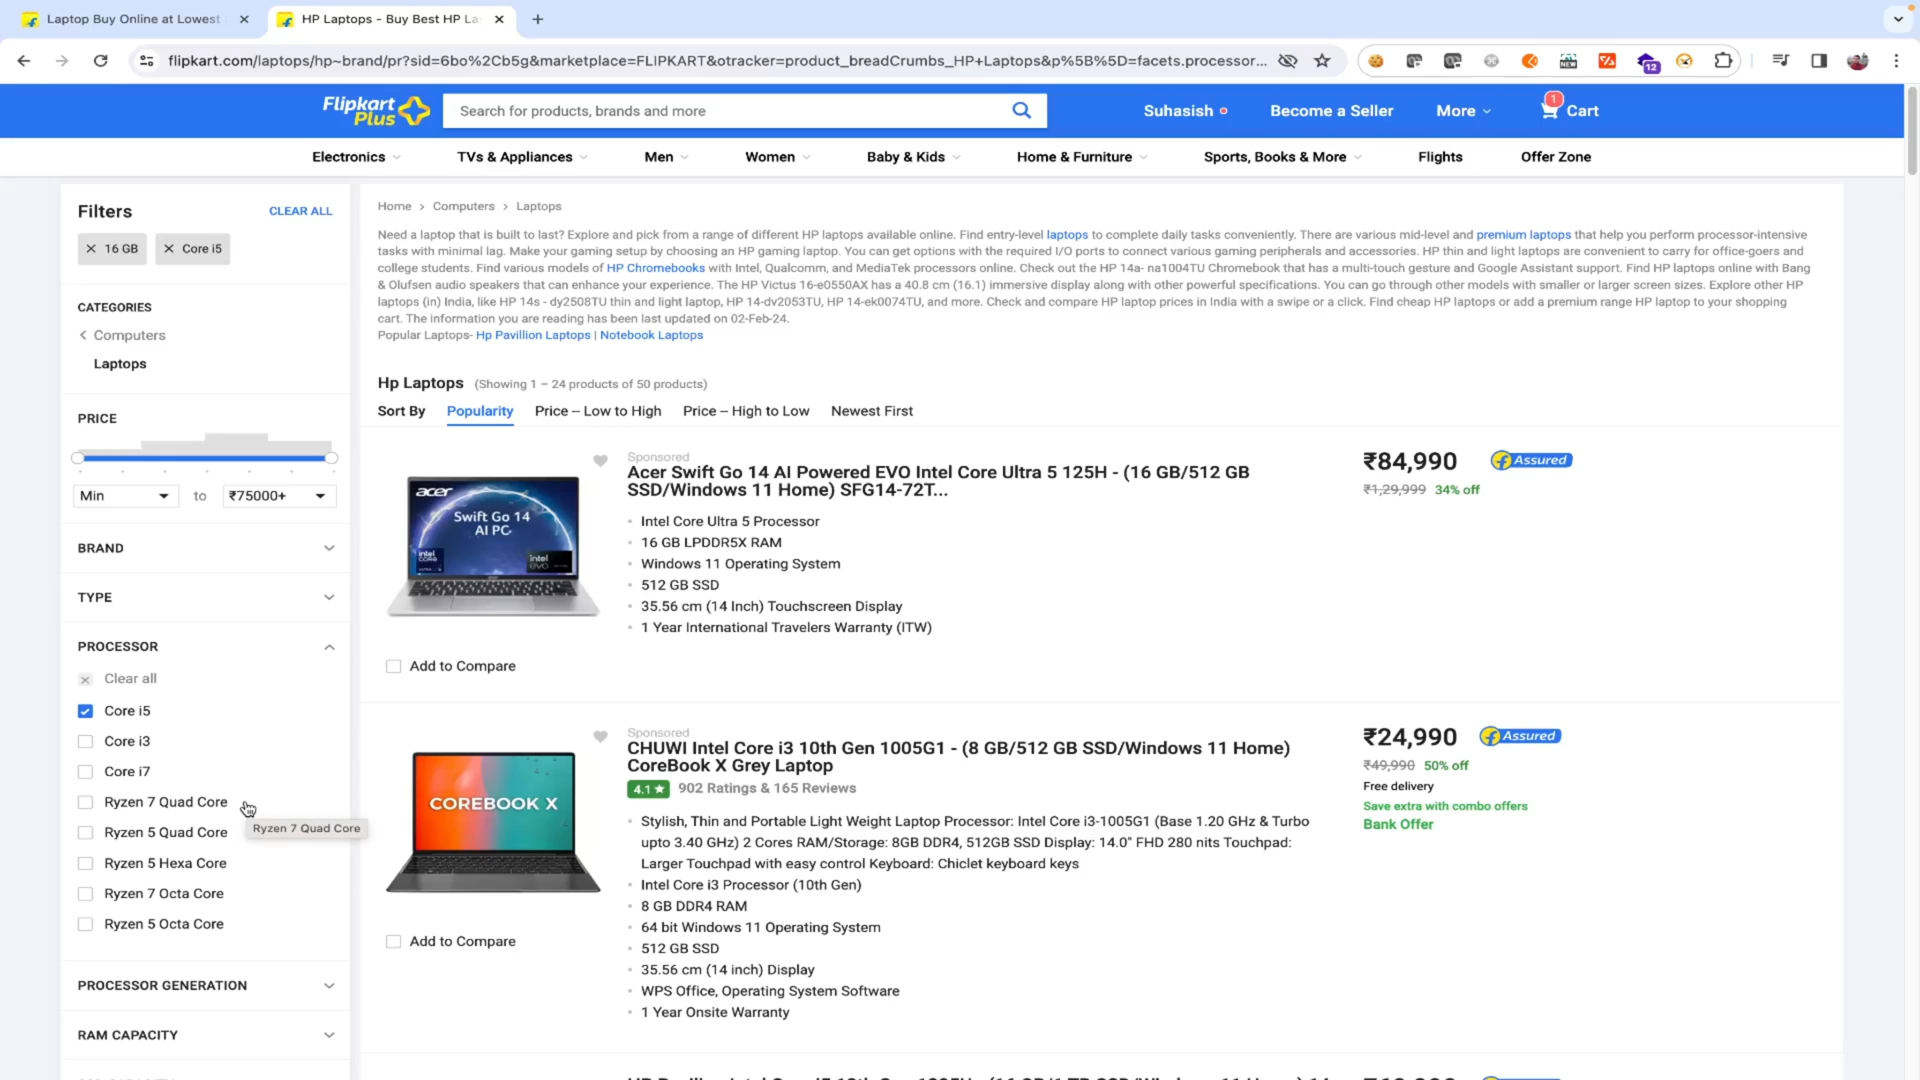 Laptop Buy Online at Lowest
HP Laptops - Buy Best HP La
flipkart.com/laptops/hp~brand/pr?sid=6bo%2Cb5g&marketplace=FLIPKART&otracker=product_breadCrumbs_HP+Laptops&p%5B%5D=facets.processor...
NEW
12
Flipkart
Plus
Search for products, brands and more
Suhasish
Become a Seller
More
1
Cart
Electronics
TVs & Appliances
Men
Women
Baby & Kids
Home & Furniture
Sports, Books & More
Flights
Offer Zone
Filters
CLEAR ALL
✕ 16 GB
✕ Core i5
CATEGORIES
< Computers
Laptops
PRICE
Min
to
₹75000+
BRAND
TYPE
PROCESSOR
Clear all
Core i5
Core i3
Core i7
Ryzen 7 Quad Core
Ryzen 7 Quad Core
Ryzen 5 Quad Core
Ryzen 5 Hexa Core
Ryzen 7 Octa Core
Ryzen 5 Octa Core
PROCESSOR GENERATION
RAM CAPACITY
Home > Computers > Laptops
Need a laptop that is built to last? Explore and pick from a range of different HP laptops available online. Find entry-level laptops to complete daily tasks conveniently. There are various mid-level and premium laptops that help you perform processor-intensive
tasks with minimal lag. Make your gaming setup by choosing an HP gaming laptop. You can get options with the required I/O ports to connect various gaming peripherals and accessories. HP thin and light laptops are convenient to carry for office-goers and
college students. Find various models of HP Chromebooks with Intel, Qualcomm, and MediaTek processors online. Check out the HP 14a- na1004TU Chromebook that has a multi-touch gesture and Google Assistant support. Find HP laptops online with Bang
& Olufsen audio speakers that can enhance your experience. The HP Victus 16-e0550AX has a 40.8 cm (16.1) immersive display along with other powerful specifications. You can go through other models with smaller or larger screen sizes. Explore other HP
laptops (in) India, like HP 14s - dy2508TU thin and light laptop, HP 14-dv2053TU, HP 14-ek0074TU, and more. Check and compare HP laptop prices in India with a swipe or a click. Find cheap HP laptops or add a premium range HP laptop to your shopping
cart. The information you are reading has been last updated on 02-Feb-24.
Popular Laptops- Hp Pavillion Laptops | Notebook Laptops
Hp Laptops (Showing 1 – 24 products of 50 products)
Sort By
Popularity
Price -- Low to High
Price -- High to Low
Newest First
acer
Swift Go 14
AI PC
intel
CORE
intel
evo
Add to Compare
Sponsored
Acer Swift Go 14 AI Powered EVO Intel Core Ultra 5 125H - (16 GB/512 GB
SSD/Windows 11 Home) SFG14-72T...
Intel Core Ultra 5 Processor
16 GB LPDDR5X RAM
Windows 11 Operating System
512 GB SSD
35.56 cm (14 Inch) Touchscreen Display
1 Year International Travelers Warranty (ITW)
₹84,990
Assured
₹1,29,999 34% off
COREBOOK X
Add to Compare
Sponsored
CHUWI Intel Core i3 10th Gen 1005G1 - (8 GB/512 GB SSD/Windows 11 Home)
CoreBook X Grey Laptop
4.1★ 902 Ratings & 165 Reviews
Stylish, Thin and Portable Light Weight Laptop Processor: Intel Core i3-1005G1 (Base 1.20 GHz & Turbo
upto 3.40 GHz) 2 Cores RAM/Storage: 8GB DDR4, 512GB SSD Display: 14.0" FHD 280 nits Touchpad:
Larger Touchpad with easy control Keyboard: Chiclet keyboard keys
Intel Core i3 Processor (10th Gen)
8 GB DDR4 RAM
64 bit Windows 11 Operating System
512 GB SSD
35.56 cm (14 inch) Display
WPS Office, Operating System Software
1 Year Onsite Warranty
₹24,990
Assured
₹49,990 50% off
Free delivery
Save extra with combo offers
Bank Offer